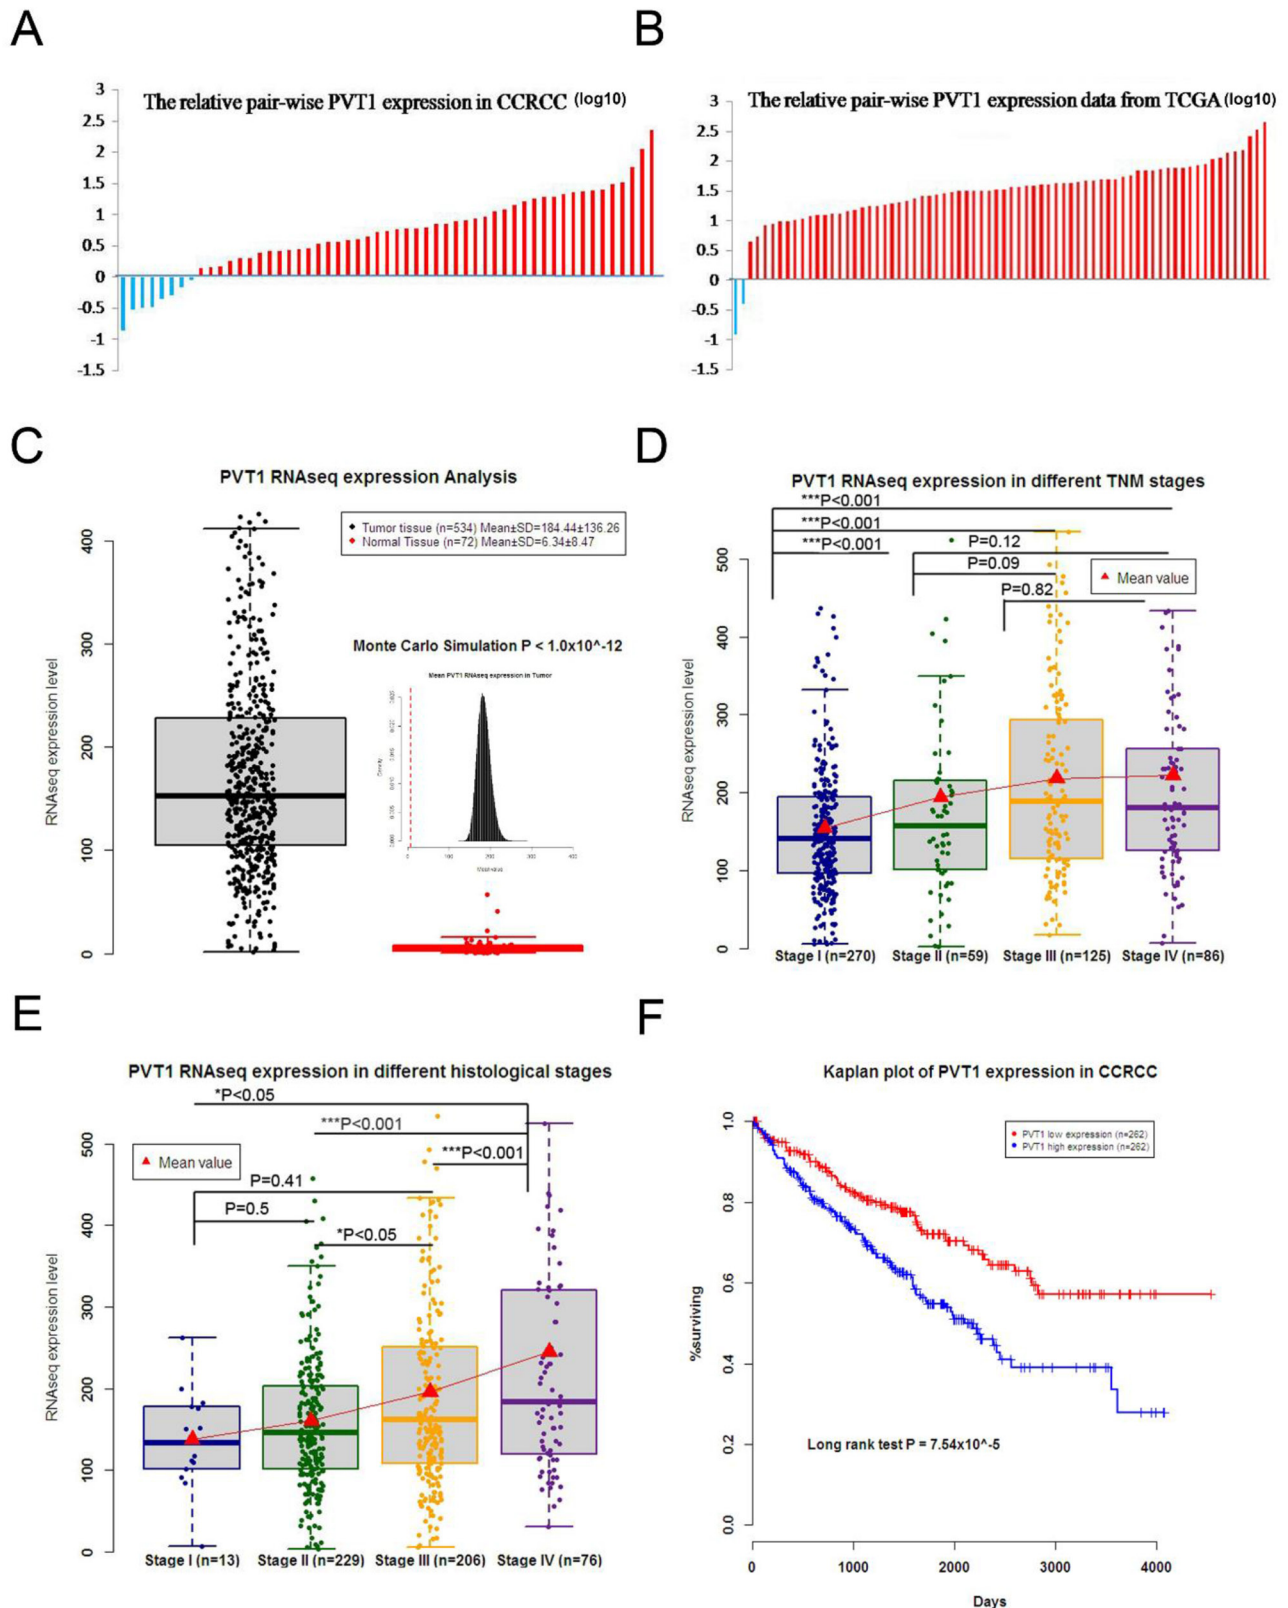 A
The relative pair-wise PVT1 expression in CCRCC (log10)
3
2.5
2
1.5
1
0.5
0
-0.5
-1
-1.5
B
The relative pair-wise PVT1 expression data from TCGA (log10)
3
2.5
2
1.5
1
0.5
0
-0.5
-1
-1.5
C
PVT1 RNAseq expression Analysis
Tumor tissue (n=534) Mean±SD=184.44±136.26
Normal Tissue (n=72) Mean±SD=6.34±8.47
Monte Carlo Simulation P < 1.0x10^-12
Mean PVT1 RNAseq expression in Tumor
Density
0 100 200 300 400
Mean value
RNAseq expression level
400
300
200
100
0
D
PVT1 RNAseq expression in different TNM stages
***P<0.001
***P<0.001
***P<0.001
P=0.12
P=0.09
P=0.82
Mean value
RNAseq expression level
500
400
300
200
100
0
Stage I (n=270) Stage II (n=59) Stage III (n=125) Stage IV (n=86)
E
PVT1 RNAseq expression in different histological stages
*P<0.05
***P<0.001
***P<0.001
Mean value
P=0.41
P=0.5
*P<0.05
RNAseq expression level
500
400
300
200
100
0
Stage I (n=13) Stage II (n=229) Stage III (n=206) Stage IV (n=76)
F
Kaplan plot of PVT1 expression in CCRCC
PVT1 low expression (n=262)
PVT1 high expression (n=262)
%surviving
1.0
0.8
0.6
0.4
0.2
0.0
Long rank test P = 7.54x10^-5
0 1000 2000 3000 4000
Days